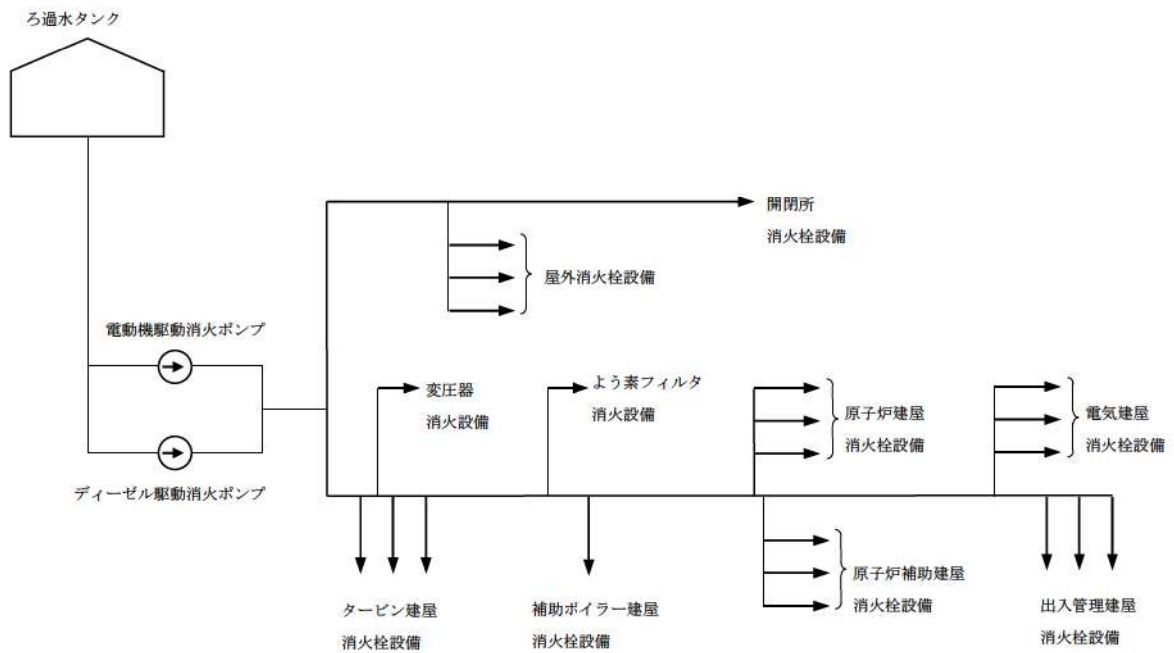 ろ過水タンク
開閉所
消火栓設備
屋外消火栓設備
電動機駆動消火ポンプ
ディーゼル駆動消火ポンプ
変圧器
消火設備
よう素フィルタ
消火設備
原子炉建屋
消火栓設備
電気建屋
消火栓設備
タービン建屋
消火栓設備
補助ボイラー建屋
消火栓設備
原子炉補助建屋
消火栓設備
出入管理建屋
消火栓設備